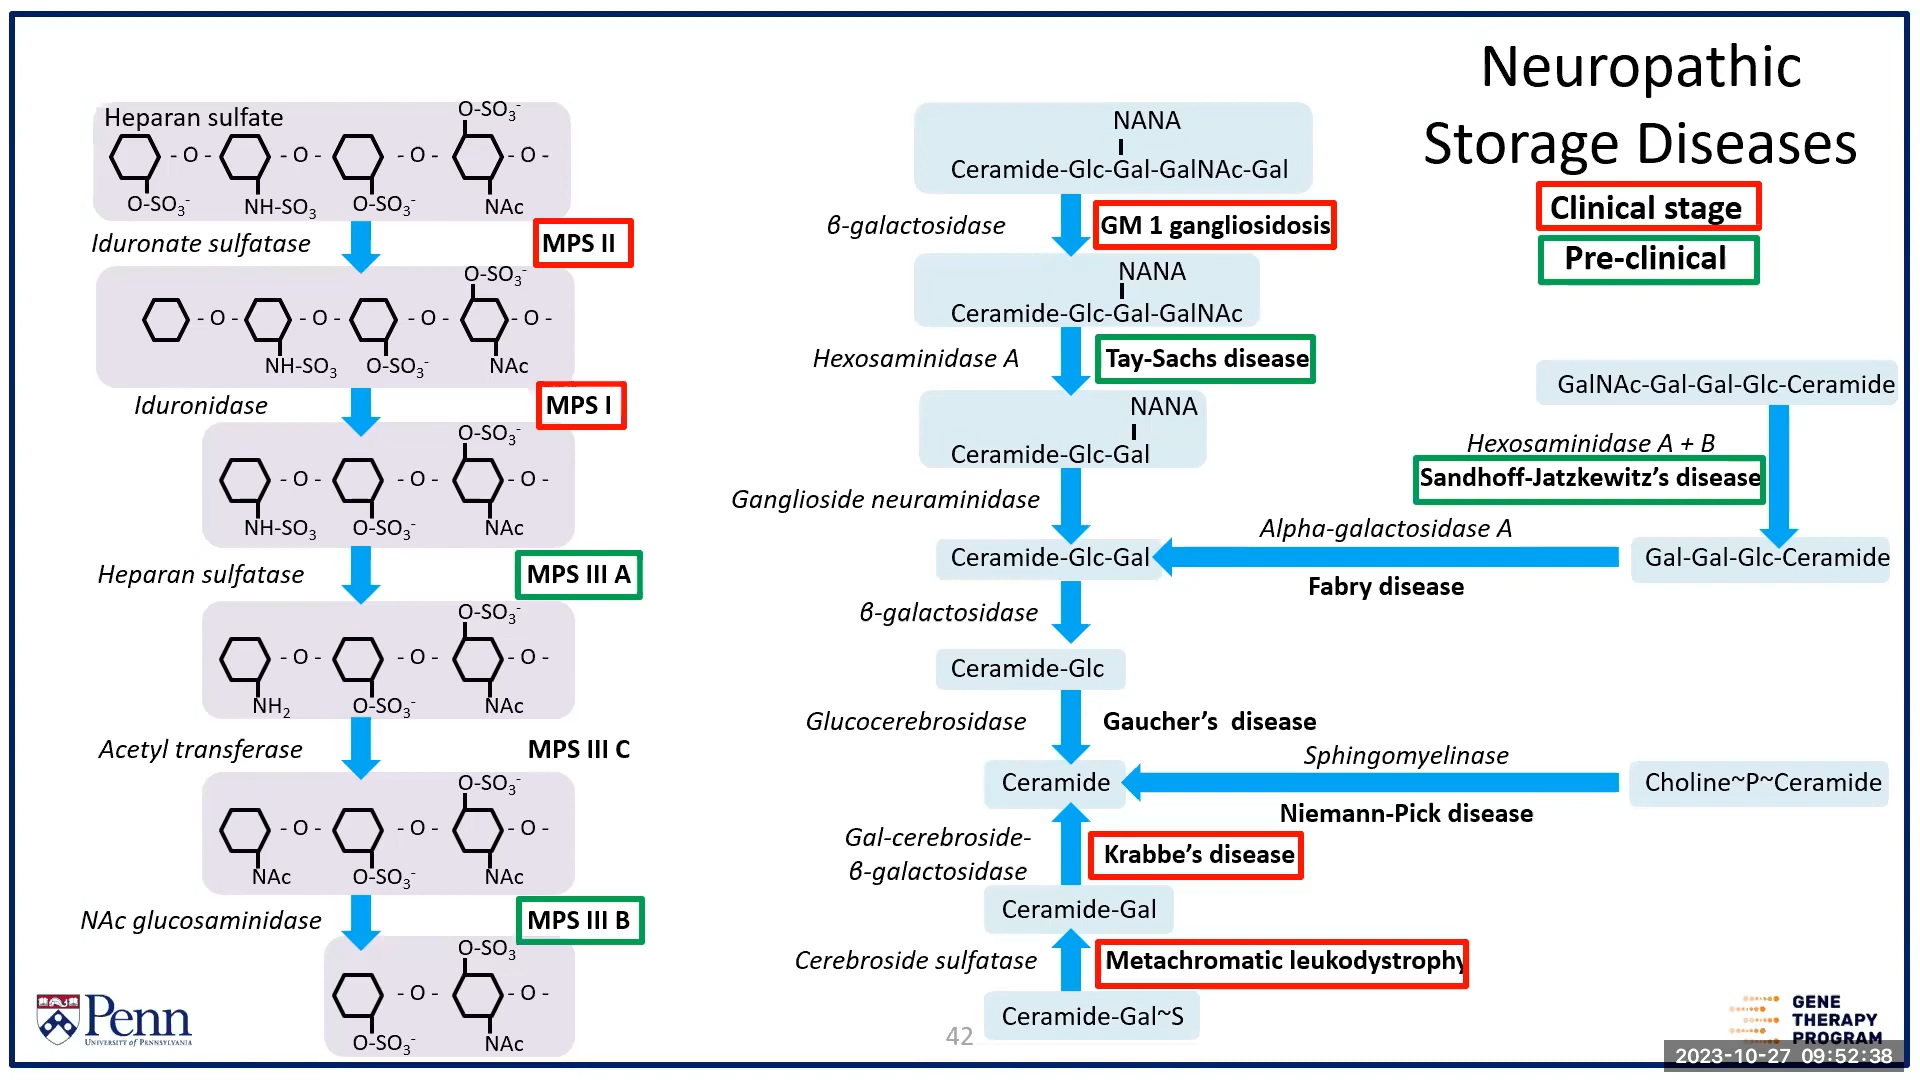 Neuropathic
Storage Diseases
Clinical stage
Pre-clinical
Heparan sulfate
O-SO3-
- O - - O - - O - - O -
O-SO3- NH-SO3 O-SO3- NAc
Iduronate sulfatase MPS II
O-SO3-
- O - - O - - O - - O -
NH-SO3 O-SO3- NAc
Iduronidase MPS I
O-SO3-
- O - - O - - O -
NH-SO3 O-SO3- NAc
Heparan sulfatase MPS III A
O-SO3-
- O - - O - - O -
NH2 O-SO3- NAc
Acetyl transferase MPS III C
O-SO3-
- O - - O - - O -
NAc O-SO3- NAc
NAc glucosaminidase MPS III B
O-SO3-
- O - - O -
O-SO3- NAc
NANA
Ceramide-Glc-Gal-GalNAc-Gal
β-galactosidase GM 1 gangliosidosis
NANA
Ceramide-Glc-Gal-GalNAc
Hexosaminidase A Tay-Sachs disease
NANA
Ceramide-Glc-Gal
Ganglioside neuraminidase
Ceramide-Glc-Gal
β-galactosidase
Ceramide-Glc
Glucocerebrosidase Gaucher's disease
Ceramide
Gal-cerebroside-
β-galactosidase
Krabbe's disease
Ceramide-Gal
Cerebroside sulfatase Metachromatic leukodystrophy
Ceramide-Gal~S
GalNAc-Gal-Gal-Glc-Ceramide
Hexosaminidase A + B
Sandhoff-Jatzkewitz's disease
Alpha-galactosidase A
Gal-Gal-Glc-Ceramide
Fabry disease
Sphingomyelinase
Choline~P~Ceramide
Niemann-Pick disease
Penn
UNIVERSITY OF PENNSYLVANIA
42
GENE
THERAPY
PROGRAM
2023-10-27 09:52:38